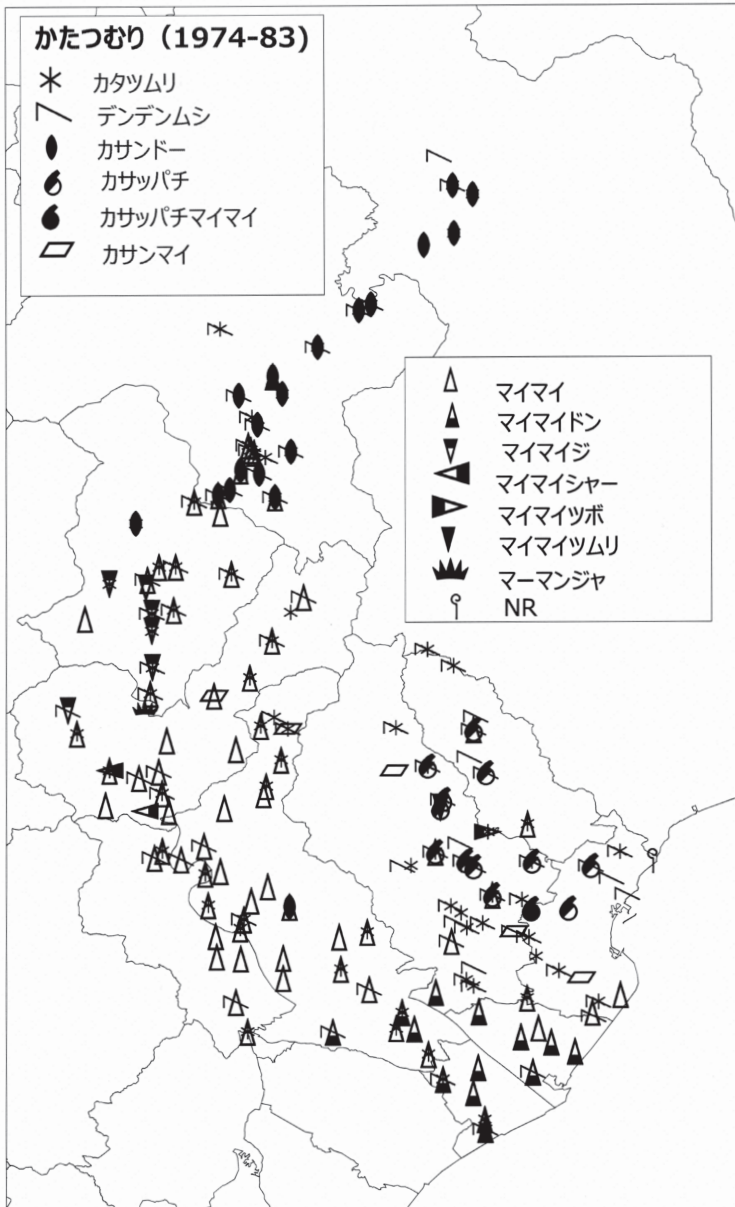 かたつむり（1974-83)
カタツムリ
デンデンムシ
カサンドー
カサッパチ
カサッパチマイマイ
カサンマイ
マイマイ
マイマイドン
マイマイジ
マイマイシャー
マイマイツボ
マイマイツムリ
マーマンジャ
NR